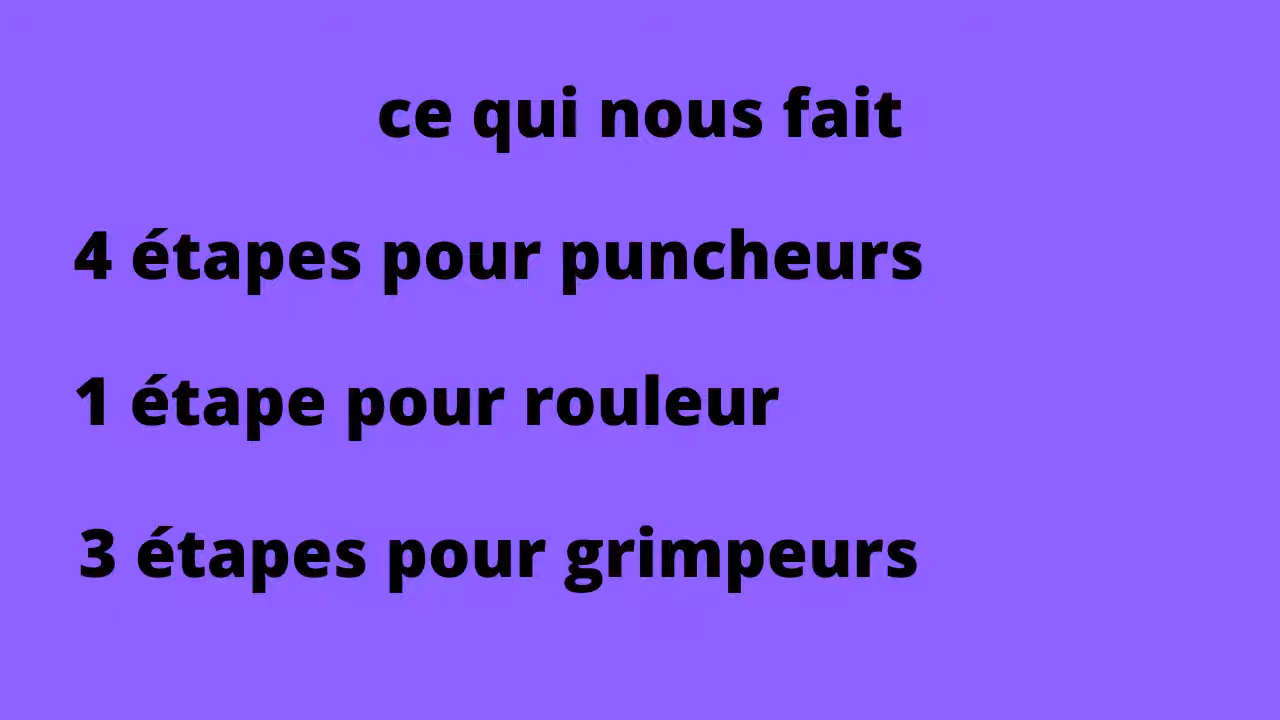 ce qui nous fait
4 étapes pour puncheurs
1 étape pour rouleur
3 étapes pour grimpeurs